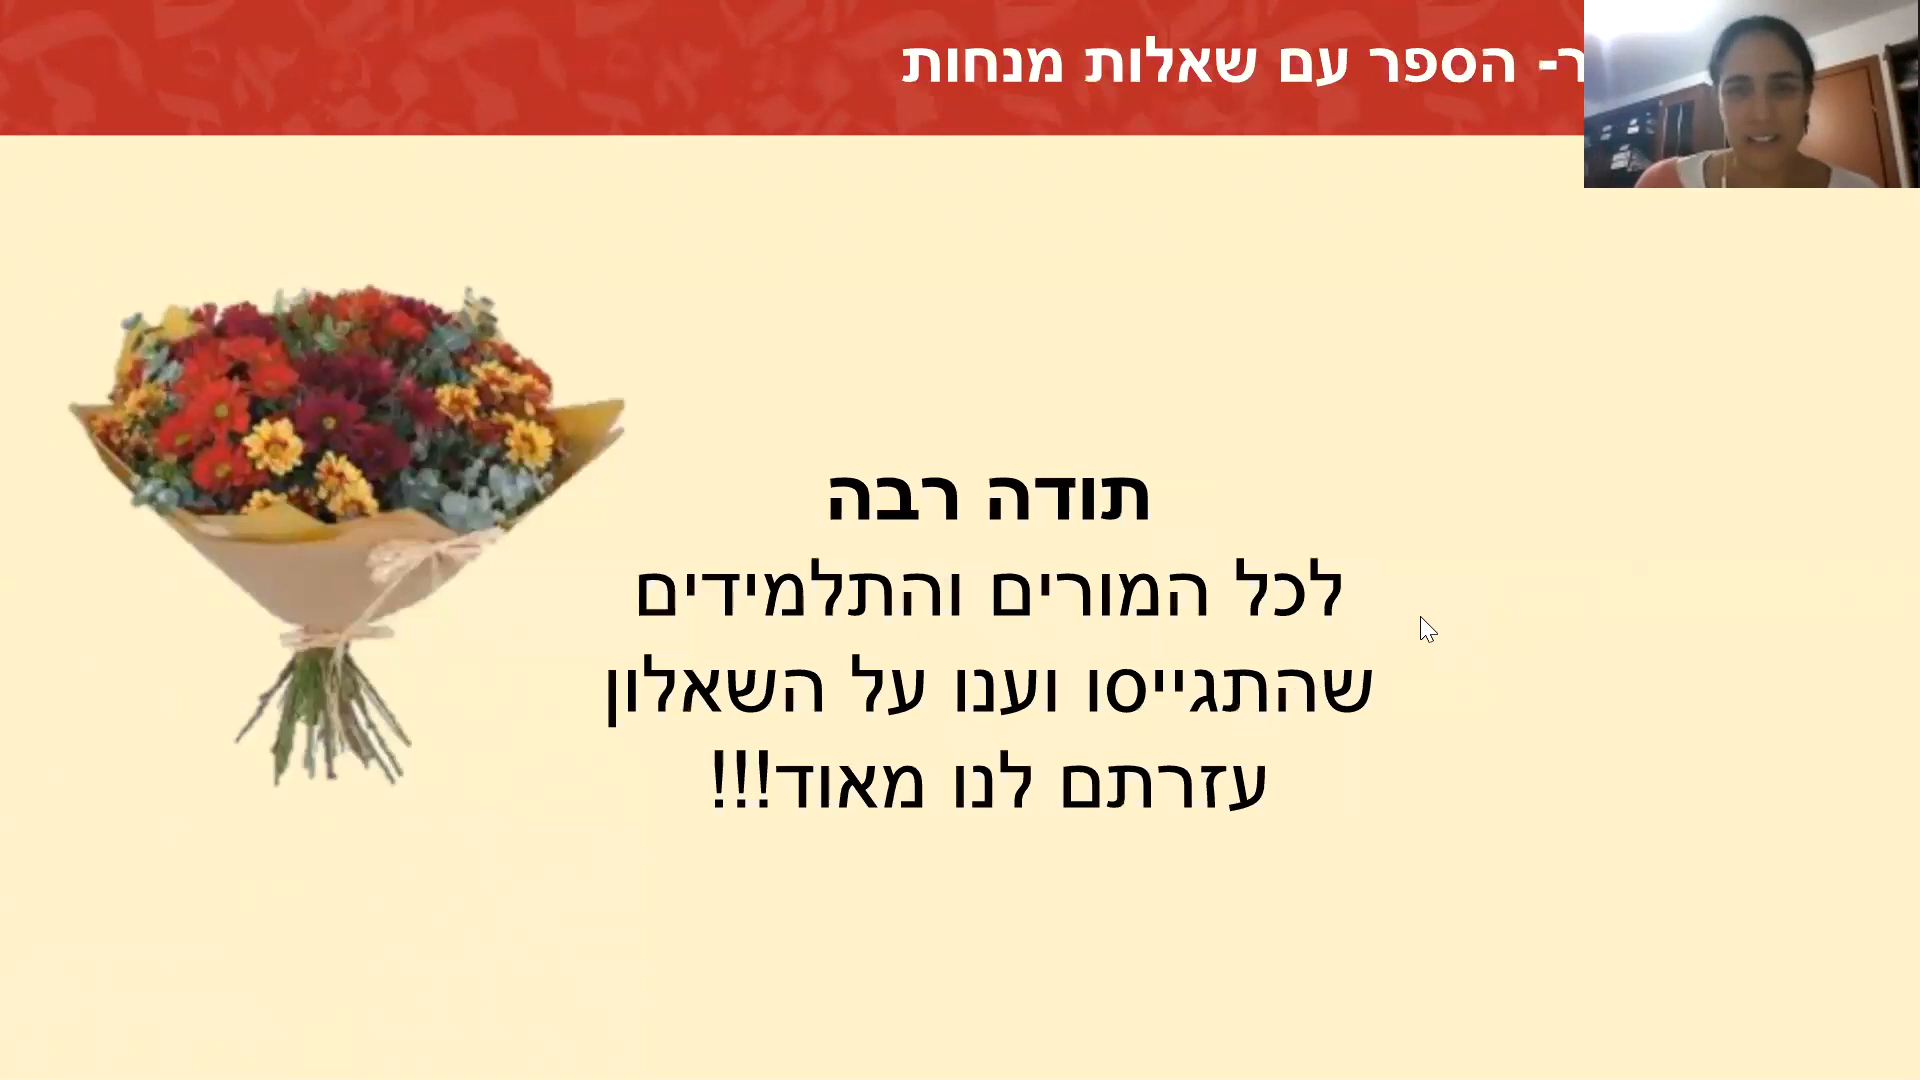 הספר עם שאלות מנחות
תודה רבה
לכל המורים והתלמידים
שהתגייסו וענו על השאלון
עזרתם לנו מאוד!!!